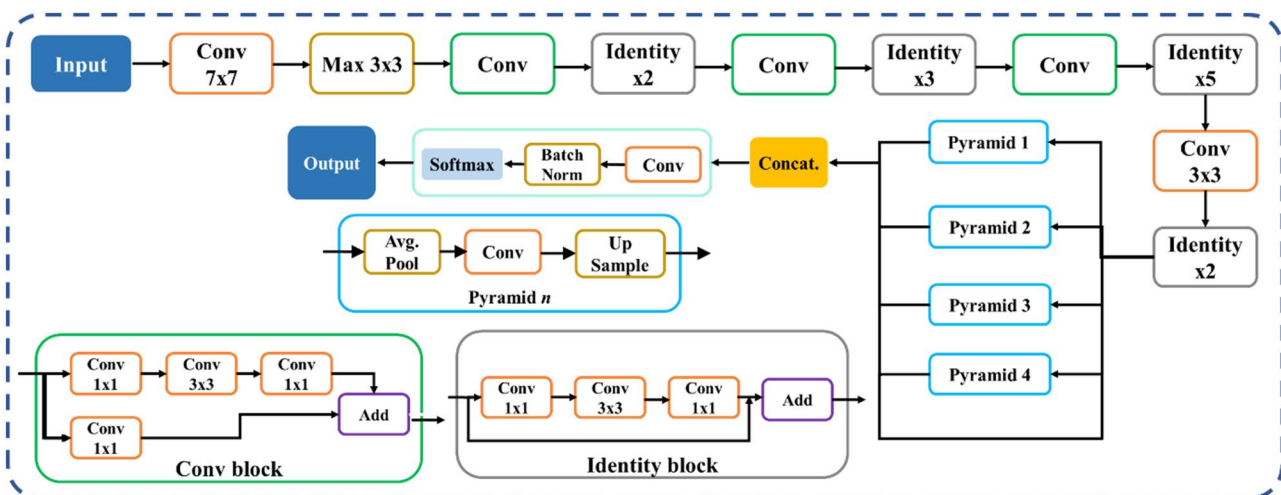 Input
Conv
7x7
Max 3x3
Conv
Identity
x2
Conv
Identity
x3
Conv
Identity
x5
Output
Softmax
Batch
Norm
Conv
Concat.
Pyramid 1
Conv
3x3
Pyramid 2
Identity
x2
Avg.
Pool
Conv
Up
Sample
Pyramid n
Pyramid 3
Pyramid 4
Conv
1x1
Conv
3x3
Conv
1x1
Add
Conv
1x1
Conv block
Conv
1x1
Conv
3x3
Conv
1x1
Add
Identity block